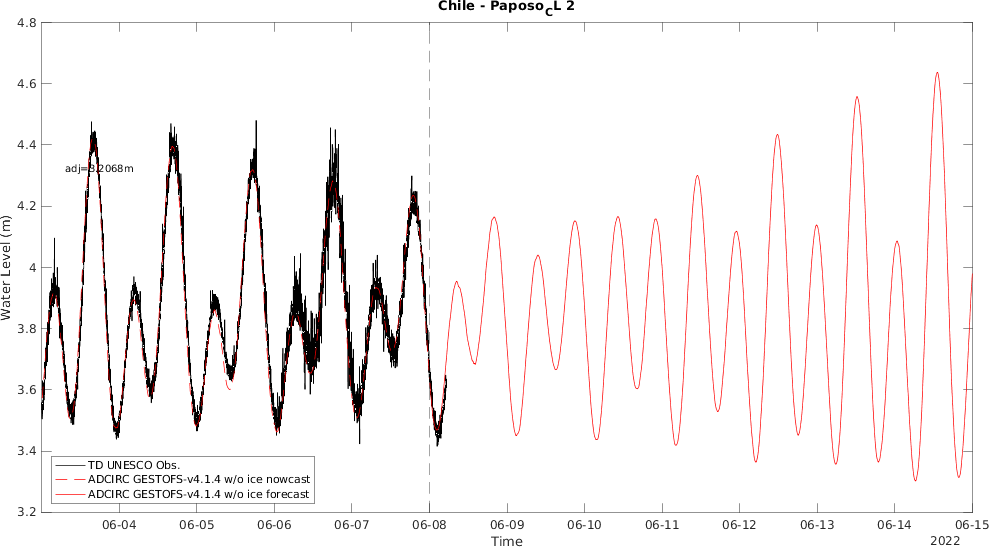 Chile - Paposo_CL 2
4.8
4.6
4.4
4.2
4
3.8
3.6
3.4
3.2
Water Level (m)
adj=3.2068m
TD UNESCO Obs.
ADCIRC GESTOFS-v4.1.4 w/o ice nowcast
ADCIRC GESTOFS-v4.1.4 w/o ice forecast
06-04 06-05 06-06 06-07 06-08 06-09 06-10 06-11 06-12 06-13 06-14 06-15
Time
2022